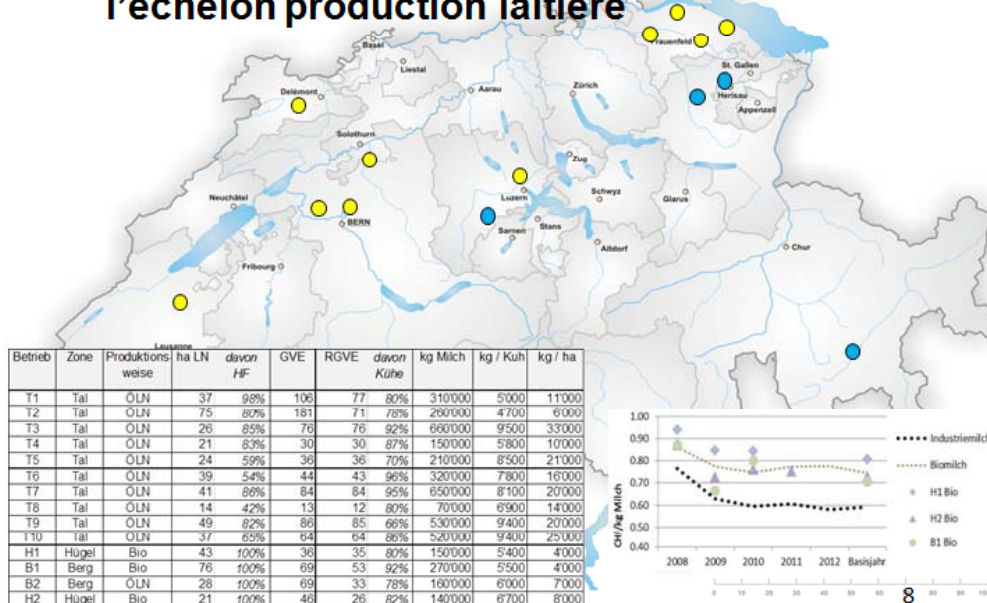 l'échelon production laitière
Basel
Liestal
Frauenfeld
St. Gallen
Herisau
Appenzell
Delémont
Aarau
Zürich
Solothurn
Zug
Luzern
Schwyz
Glarus
Neuchâtel
BERN
Sarnen
Stans
Altdorf
Chur
Fribourg
Lausanne
Betrieb Zone Produktions- ha LN davon GVE RGVE davon kg Milch kg / Kuh kg / ha
weise HF Kühe
T1 Tal ÖLN 37 98% 106 77 80% 310'000 5'000 11'000
T2 Tal ÖLN 75 80% 181 71 78% 260'000 4'700 6'000
T3 Tal ÖLN 26 85% 76 76 92% 660'000 9'500 33'000
T4 Tal ÖLN 21 83% 30 30 87% 150'000 5'800 10'000
T5 Tal ÖLN 24 59% 36 36 70% 210'000 8'500 21'000
T6 Tal ÖLN 39 54% 44 43 96% 320'000 7'800 16'000
T7 Tal ÖLN 41 86% 84 84 95% 650'000 8'100 20'000
T8 Tal ÖLN 14 42% 13 12 80% 70'000 6'900 14'000
T9 Tal ÖLN 49 82% 86 85 66% 530'000 9'400 20'000
T10 Tal ÖLN 37 65% 64 64 86% 520'000 9'400 25'000
H1 Hügel Bio 43 100% 36 35 80% 150'000 5'400 4'000
B1 Berg Bio 76 100% 69 53 92% 270'000 5'500 4'000
B2 Berg ÖLN 28 100% 69 33 78% 160'000 6'000 7'000
H2 Hügel Bio 21 100% 46 26 82% 140'000 6'700 8'000
CHF/kg Milch
1.00
0.90
0.80
0.70
0.60
0.50
0.40
2008 2009 2010 2011 2012 Basisjahr
Industriemilch
Biomilch
H1 Bio
H2 Bio
B1 Bio
0 10 20 30 40 50 60 70 80 90
8